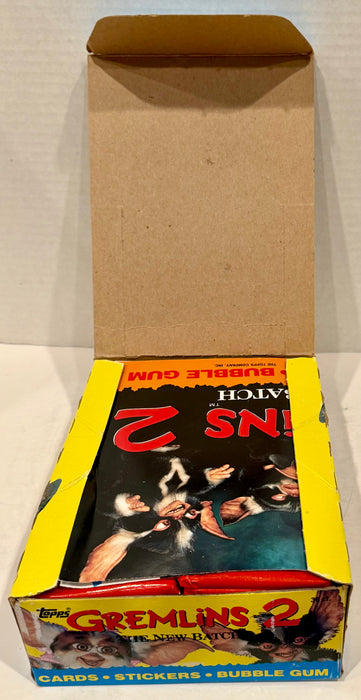 THE TOPPS COMPANY, INC.
• BUBBLE GUM
BATCH
TM
INS 2
topps
GREMLINS 2
THE NEW BATCH
CARDS • STICKERS • BUBBLE GUM